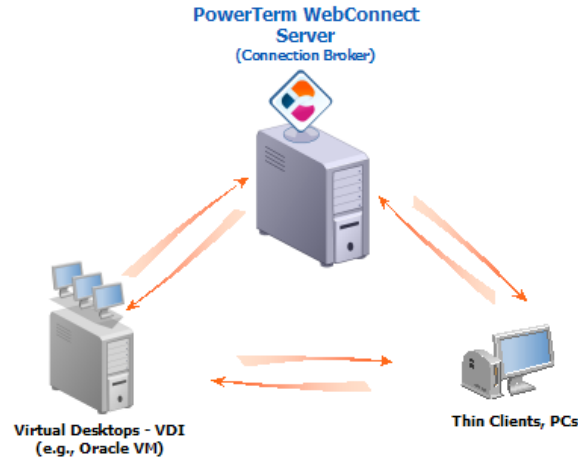 PowerTerm WebConnect
Server
(Connection Broker)
Virtual Desktops - VDI
(e.g., Oracle VM)
Thin Clients, PCs